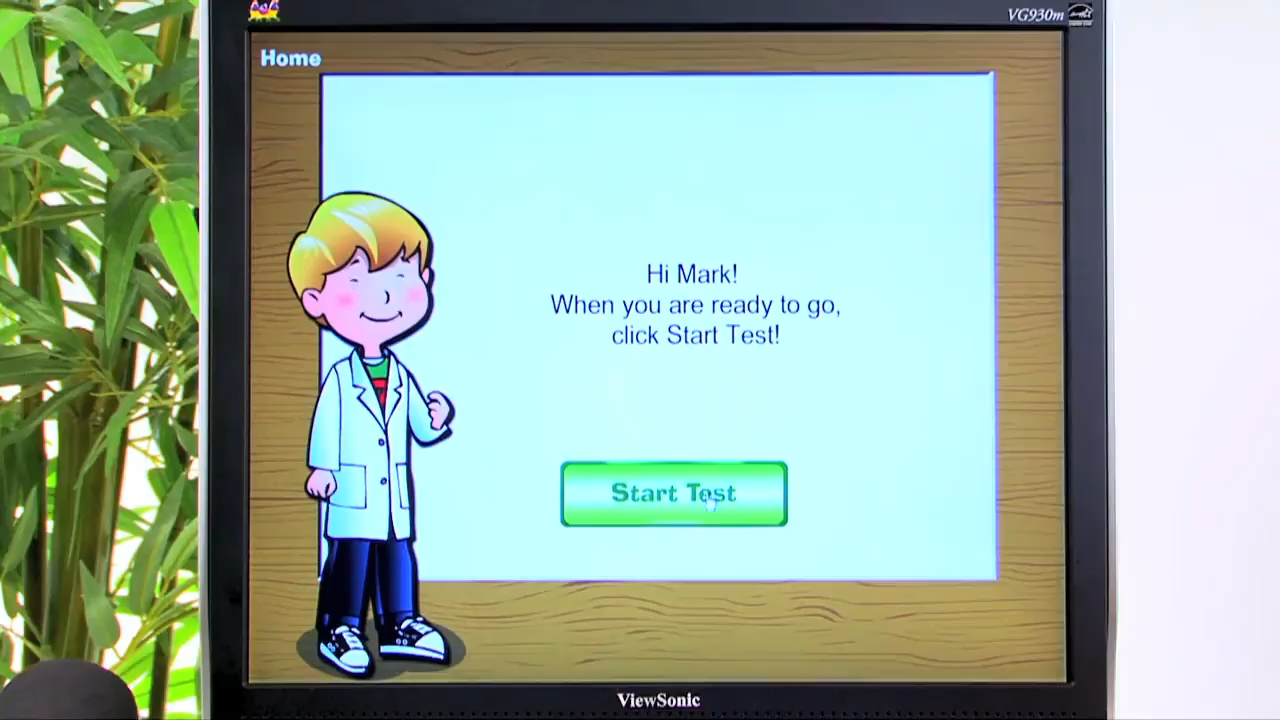 VG930m
Home
Hi Mark!
When you are ready to go,
click Start Test!
Start Test
ViewSonic